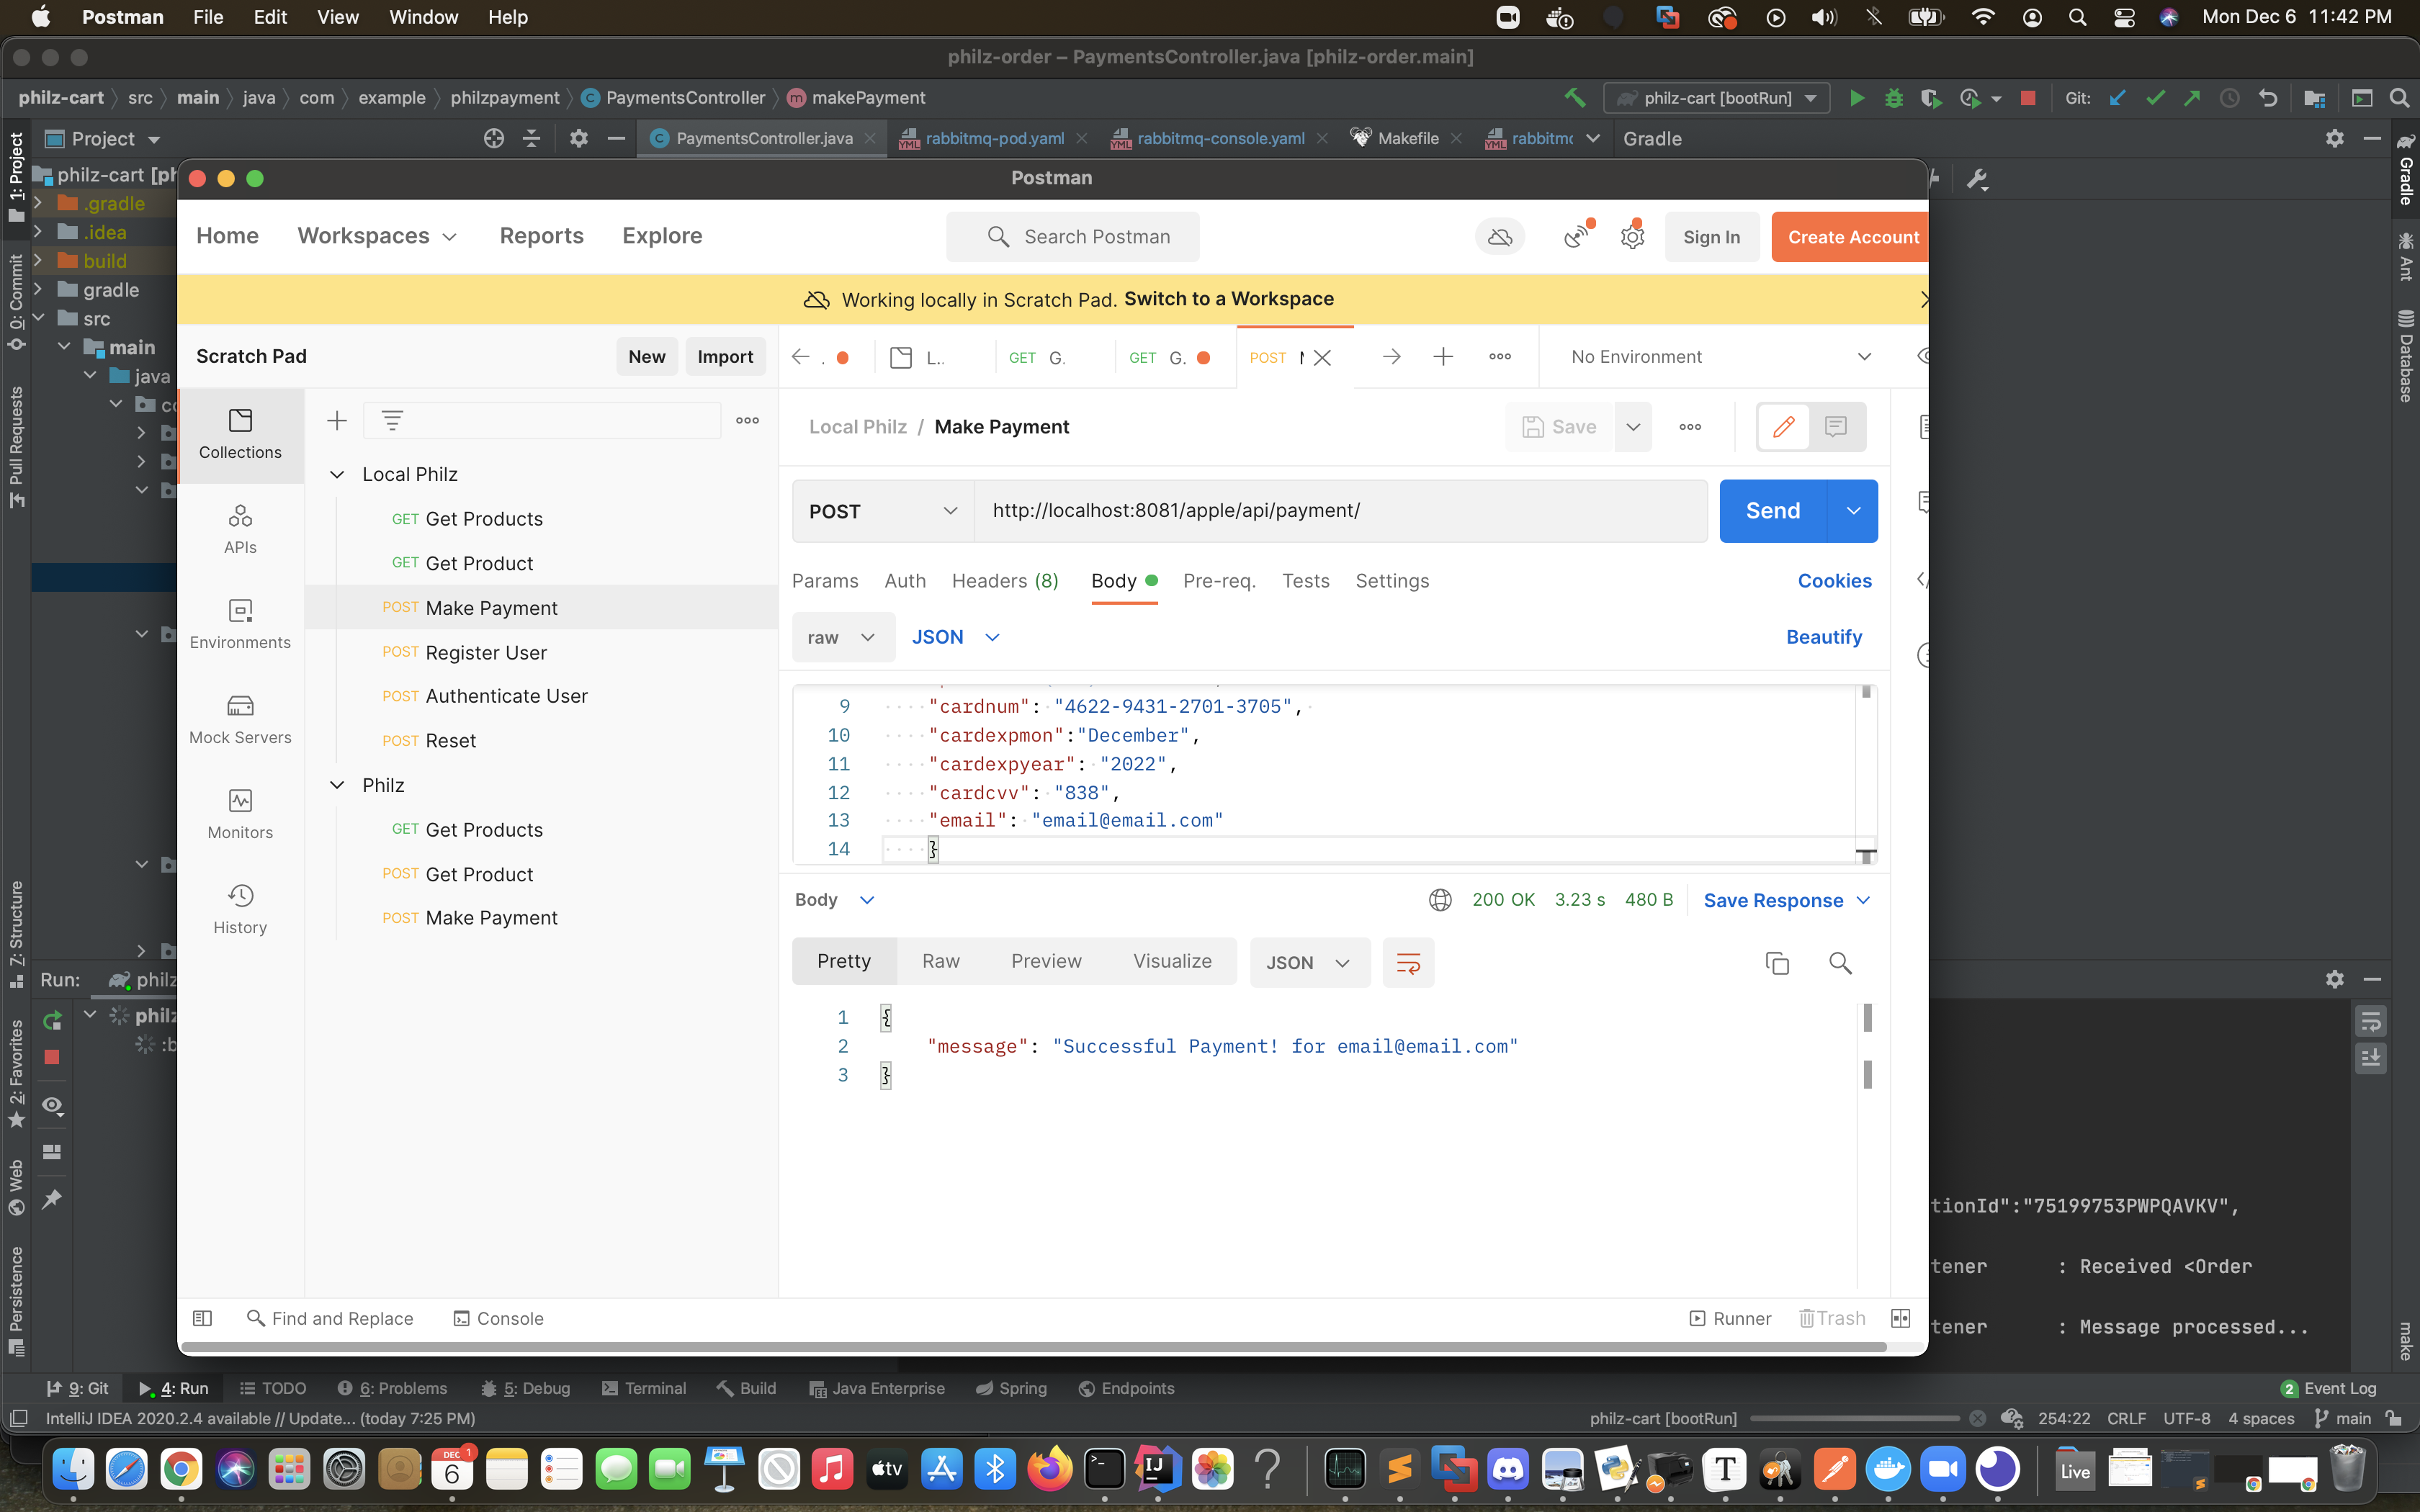 Postman File Edit View Window Help Mon Dec 6 11:42 PM
philz-order – PaymentsController.java [philz-order.main]
philz-cart src main java com example philzpayment PaymentsController makePayment philz-cart [bootRun] Git:
Project PaymentsController.java rabbitmq-pod.yaml rabbitmq-console.yaml Makefile rabbitmc Gradle
1: Project
0: Commit
Pull Requests
7: Structure
2: Favorites
Web
Persistence
Gradle
Ant
Database
make
philz-cart [ph
.gradle
.idea
build
gradle
src
main
java
Postman
Home Workspaces Reports Explore Search Postman Sign In Create Account
Working locally in Scratch Pad. Switch to a Workspace
Scratch Pad New Import
L.. GET G. GET G. POST No Environment
Collections
APIs
Environments
Mock Servers
Monitors
History
Local Philz
GET Get Products
GET Get Product
POST Make Payment
POST Register User
POST Authenticate User
POST Reset
Philz
GET Get Products
POST Get Product
POST Make Payment
Local Philz / Make Payment Save
POST http://localhost:8081/apple/api/payment/ Send
Params Auth Headers (8) Body Pre-req. Tests Settings Cookies
raw JSON Beautify
9 "cardnum": "4622-9431-2701-3705",
10 "cardexpmon":"December",
11 "cardexpyear": "2022",
12 "cardcvv": "838",
13 "email": "email@email.com"
14 }
Body 200 OK 3.23 s 480 B Save Response
Pretty Raw Preview Visualize JSON
1 {
2 "message": "Successful Payment! for email@email.com"
3 }
Find and Replace Console Runner Trash
Run: philz
philz
:b
tionId":"75199753PWPQAVKV",
tener : Received <Order
tener : Message processed...
9: Git 4: Run TODO 6: Problems 5: Debug Terminal Build Java Enterprise Spring Endpoints 2 Event Log
IntelliJ IDEA 2020.2.4 available // Update... (today 7:25 PM) philz-cart [bootRun] 254:22 CRLF UTF-8 4 spaces main
DEC 6 1 tv IJ T Live